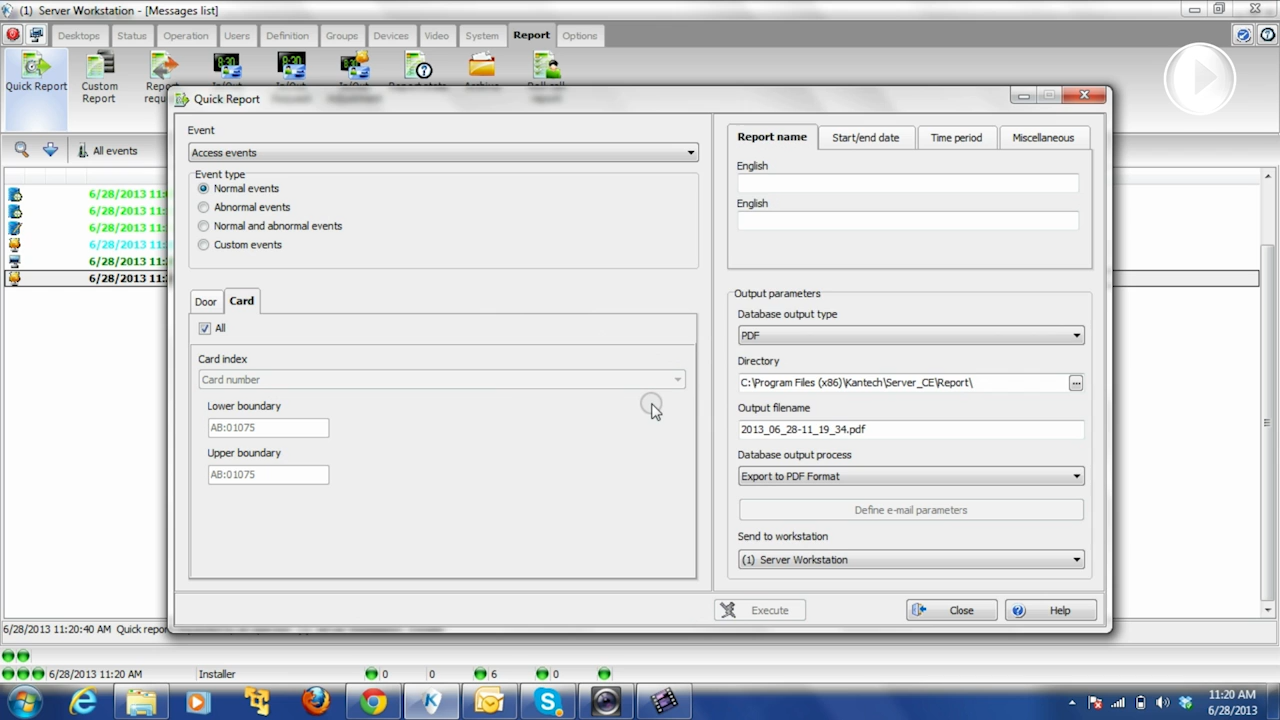 (1) Server Workstation - [Messages list]
Desktops Status Operation Users Definition Groups Devices Video System Report Options
Quick Report
Custom Report
Report
All events
6/28/2013 11:
6/28/2013 11:
6/28/2013 11:
6/28/2013 11:
6/28/2013 11:
6/28/2013 11:
Quick Report
Event
Access events
Event type
Normal events
Abnormal events
Normal and abnormal events
Custom events
Door Card
All
Card index
Card number
Lower boundary
AB:01075
Upper boundary
AB:01075
Report name Start/end date Time period Miscellaneous
English
English
Output parameters
Database output type
PDF
Directory
C:\Program Files (x86)\Kantech\Server_CE\Report\
...
Output filename
2013_06_28-11_19_34.pdf
Database output process
Export to PDF Format
Define e-mail parameters
Send to workstation
(1) Server Workstation
Execute Close Help
6/28/2013 11:20:40 AM Quick repor
6/28/2013 11:20 AM Installer 0 0 6 0
11:20 AM
6/28/2013